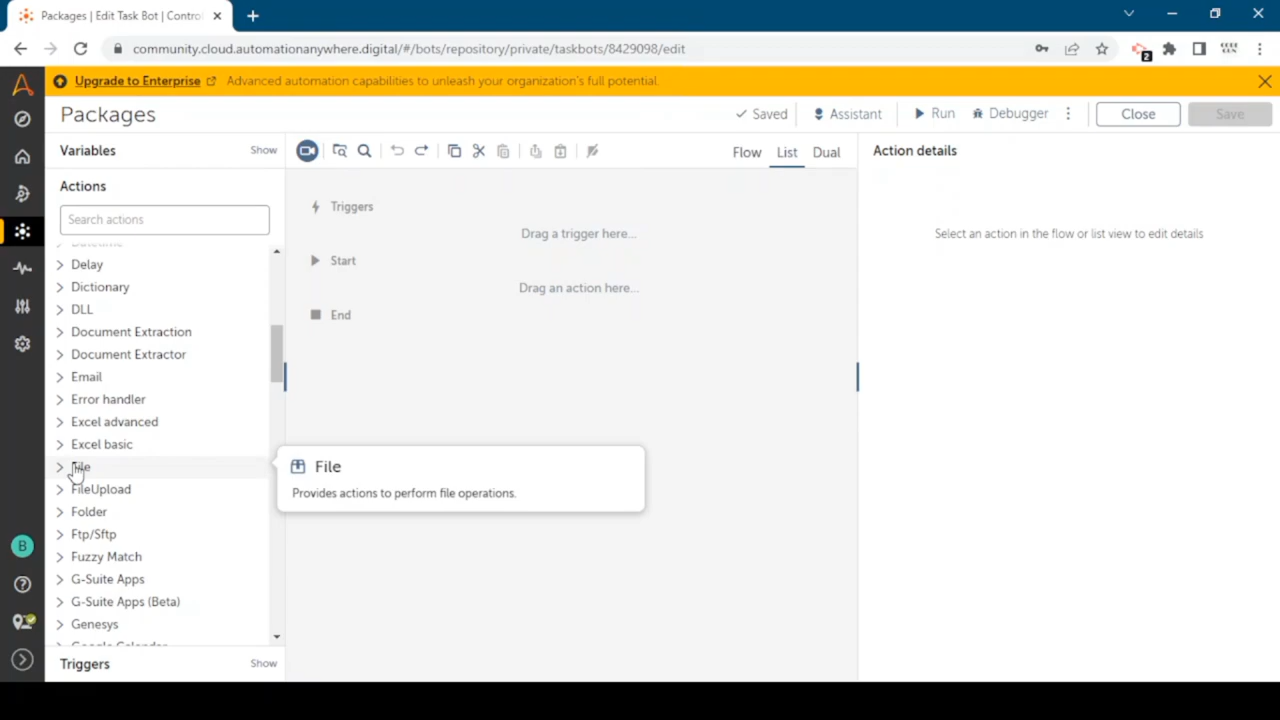 Packages | Edit Task Bot | Contro
community.cloud.automationanywhere.digital/#/bots/repository/private/taskbots/8429098/edit
2
Upgrade to Enterprise Advanced automation capabilities to unleash your organization's full potential.
Packages
Saved
Assistant
Run
Debugger
Close
Save
Variables
Show
Flow
List
Dual
Action details
Actions
Search actions
Triggers
Drag a trigger here...
Select an action in the flow or list view to edit details
Start
Drag an action here...
End
Datetime
Delay
Dictionary
DLL
Document Extraction
Document Extractor
Email
Error handler
Excel advanced
Excel basic
File
File
Provides actions to perform file operations.
FileUpload
Folder
Ftp/Sftp
Fuzzy Match
G-Suite Apps
G-Suite Apps (Beta)
Genesys
Google Calendar
B
Triggers
Show